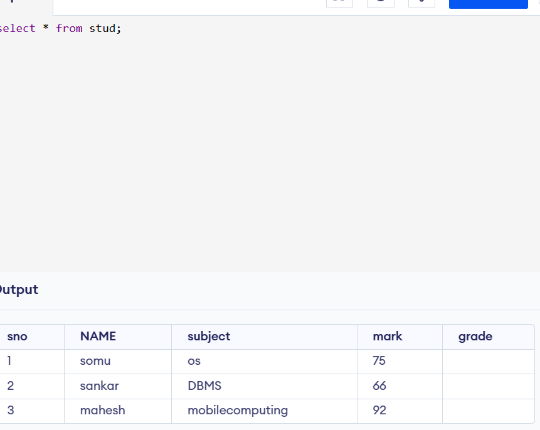 select * from stud;
Output
sno NAME subject mark grade
1 somu os 75
2 sankar DBMS 66
3 mahesh mobilecomputing 92